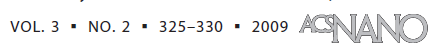 VOL. 3 ▪ NO. 2 ▪ 325–330 ▪ 2009 ACSNANO